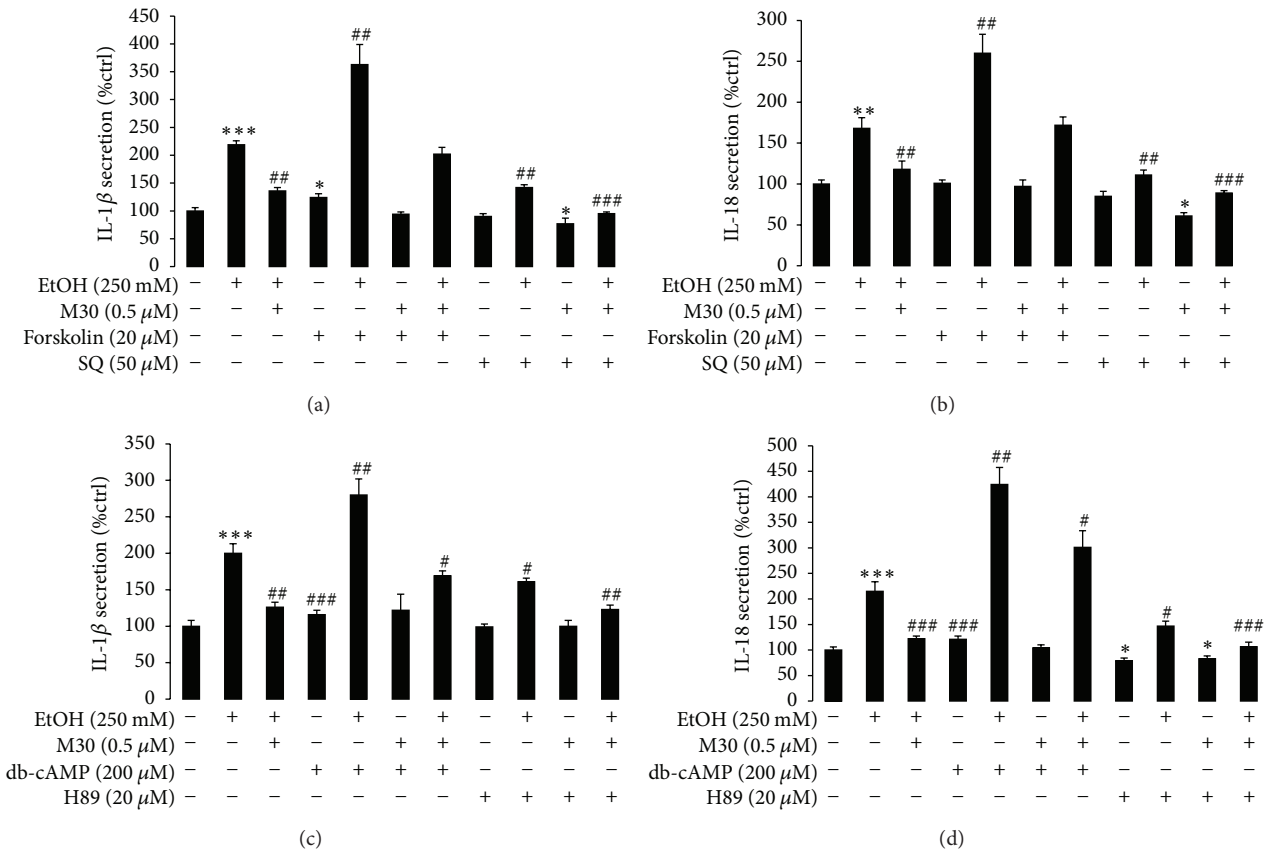 IL-1β secretion (%ctrl)
450
400
350
300
250
200
150
100
50
0
*** ## * ## ## * ###
EtOH (250 mM) − + + − + − + − + − +
M30 (0.5 μM) − − + − − + + − − + +
Forskolin (20 μM) − − − + + + + − − − −
SQ (50 μM) − − − − − − − + + + +
(a)
IL-18 secretion (%ctrl)
300
250
200
150
100
50
0
** ## ## ## * ###
EtOH (250 mM) − + + − + − + − + − +
M30 (0.5 μM) − − + − − + + − − + +
Forskolin (20 μM) − − − + + + + − − − −
SQ (50 μM) − − − − − − − + + + +
(b)
IL-1β secretion (%ctrl)
350
300
250
200
150
100
50
0
*** ## ### ## # # ##
EtOH (250 mM) − + + − + − + − + − +
M30 (0.5 μM) − − + − − + + − − + +
db-cAMP (200 μM) − − − + + + + − − − −
H89 (20 μM) − − − − − − − + + + +
(c)
IL-18 secretion (%ctrl)
500
450
400
350
300
250
200
150
100
50
0
*** ### ### ## # * # * ###
EtOH (250 mM) − + + − + − + − + − +
M30 (0.5 μM) − − + − − + + − − + +
db-cAMP (200 μM) − − − + + + + − − − −
H89 (20 μM) − − − − − − − + + + +
(d)